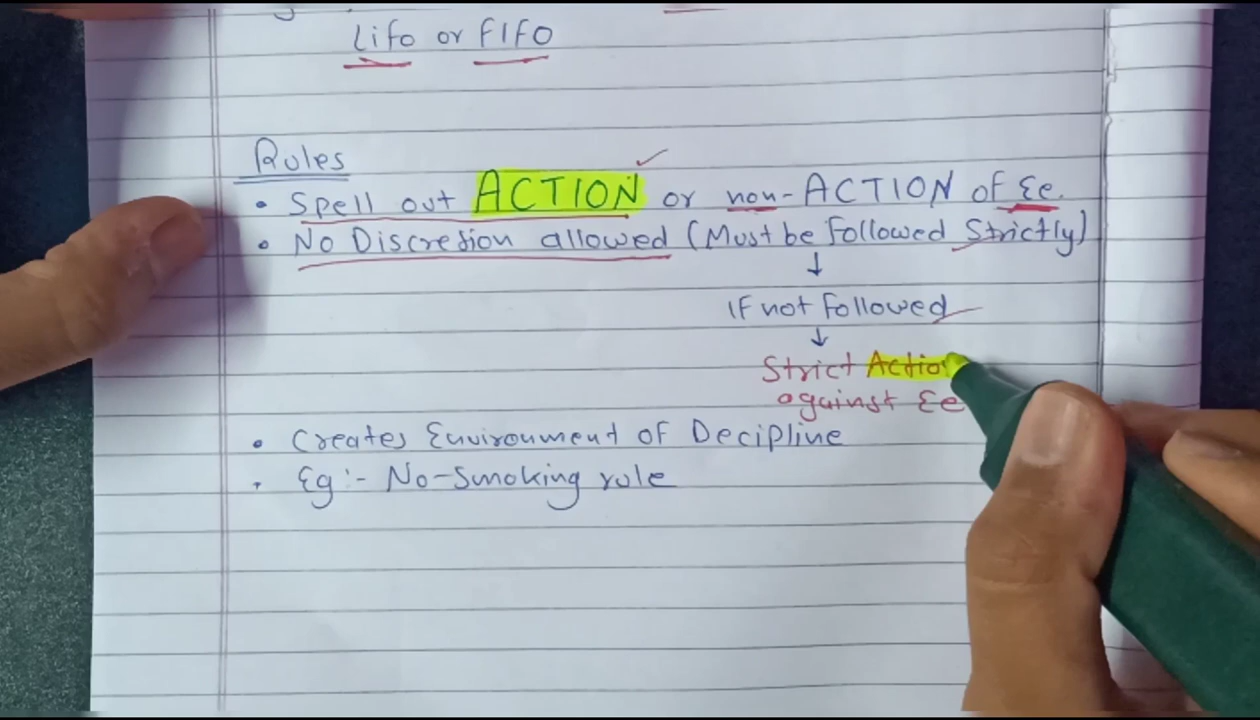 Lifo or FIFO
Rules
• Spell out ACTION or non-ACTION of Ee.
• No Discretion allowed (Must be Followed Strictly)
↓
If not Followed
↓
Strict Action
against Ee
• Creates Environment of Decipline
• Eg:- No-Smoking rule